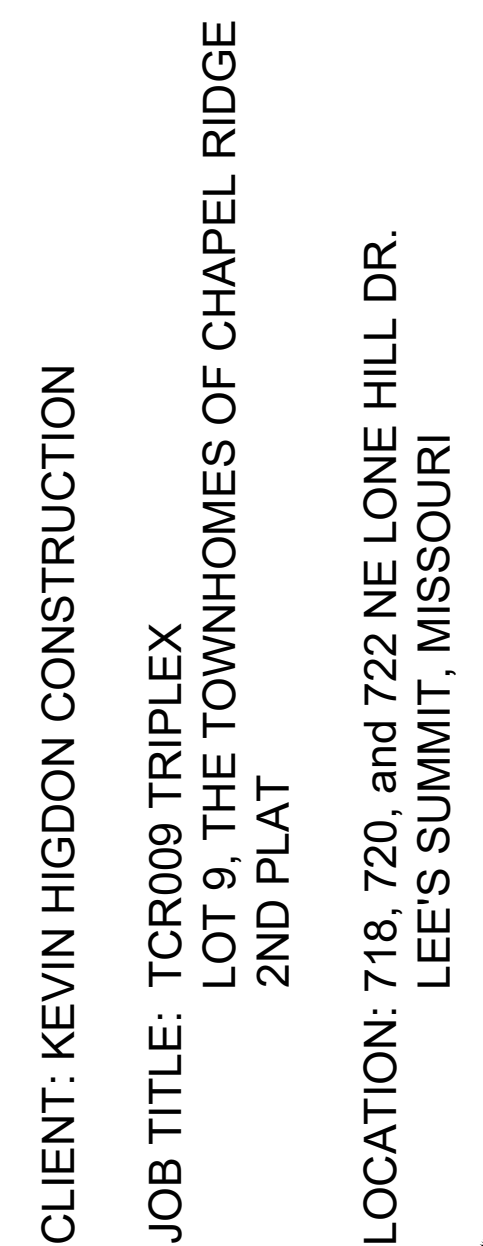 CLIENT: KEVIN HIGDON CONSTRUCTION
JOB TITLE: TCR009 TRIPLEX
LOT 9, THE TOWNHOMES OF CHAPEL RIDGE
2ND PLAT
LOCATION: 718, 720, and 722 NE LONE HILL DR.
LEE'S SUMMIT, MISSOURI